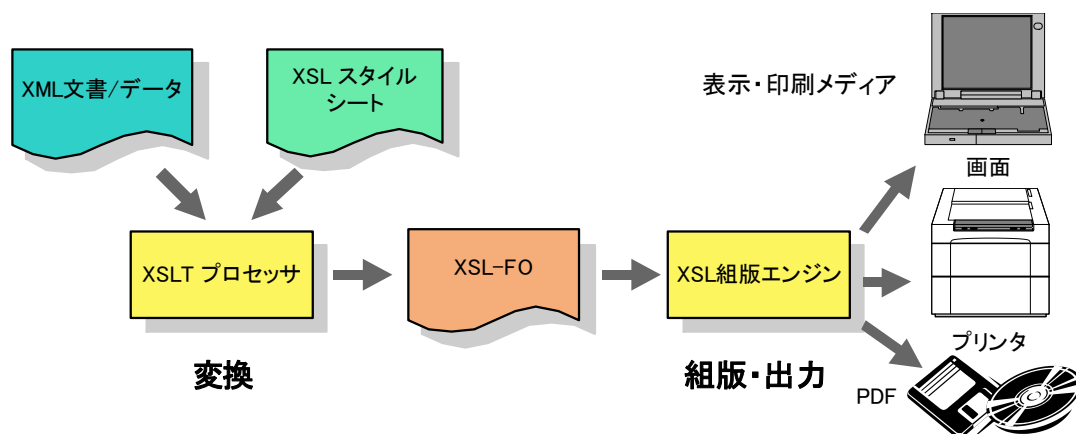 XML文書/データ
XSL スタイル
シート
表示・印刷メディア
画面
XSLT プロセッサ
XSL-FO
XSL組版エンジン
プリンタ
変換
組版・出力
PDF